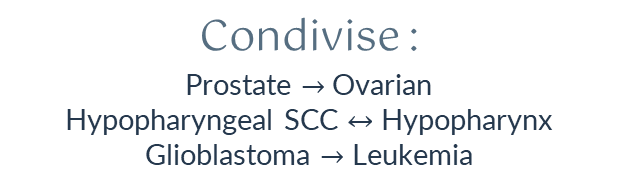 Condivise :
Prostate → Ovarian
Hypopharyngeal SCC ↔ Hypopharynx
Glioblastoma → Leukemia